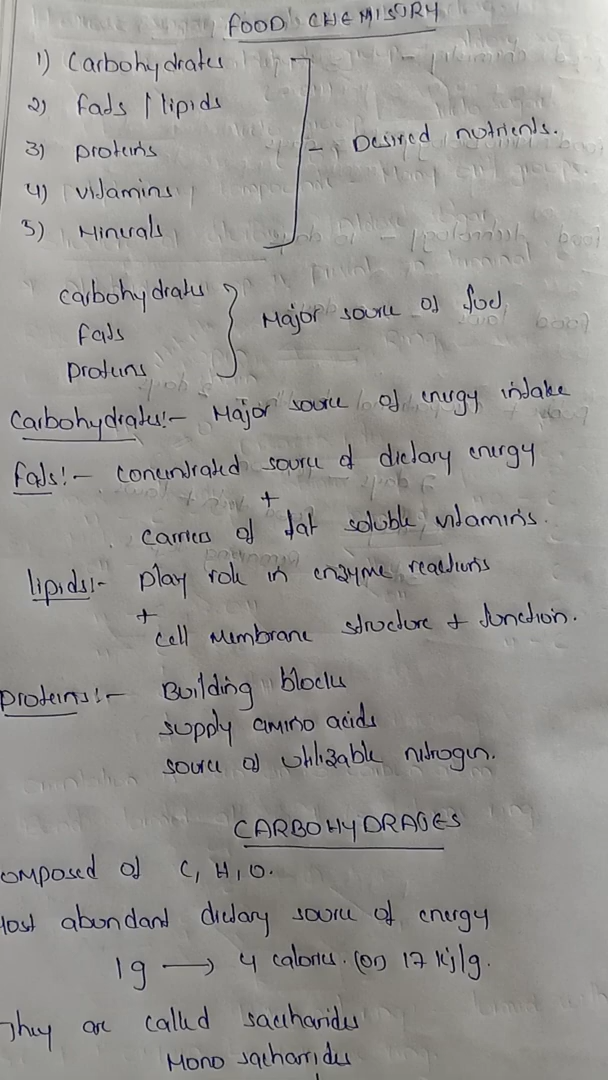 FOOD CHEMISTRY
1) Carbohydrates
2) Fats / lipids
3) Proteins
4) Vitamins
5) Minerals
- Desired nutrients.
Carbohydrates
Fats
Proteins
Major source of fuel
Carbohydrates:- Major source of energy intake
Fats:- Concentrated source of dietary energy
+
Carries of fat soluble vitamins.
lipids:- Play role in enzyme reactions
+
Cell Membrane structure + function.
Proteins:- Building blocks
supply amino acids
source of utilizable nitrogen.
CARBOHYDRATES
omposed of C, H, O.
Most abundant dietary source of energy
1g → 4 calories. (or) 17 kj/g.
They are called saccharides
Mono sacharrides